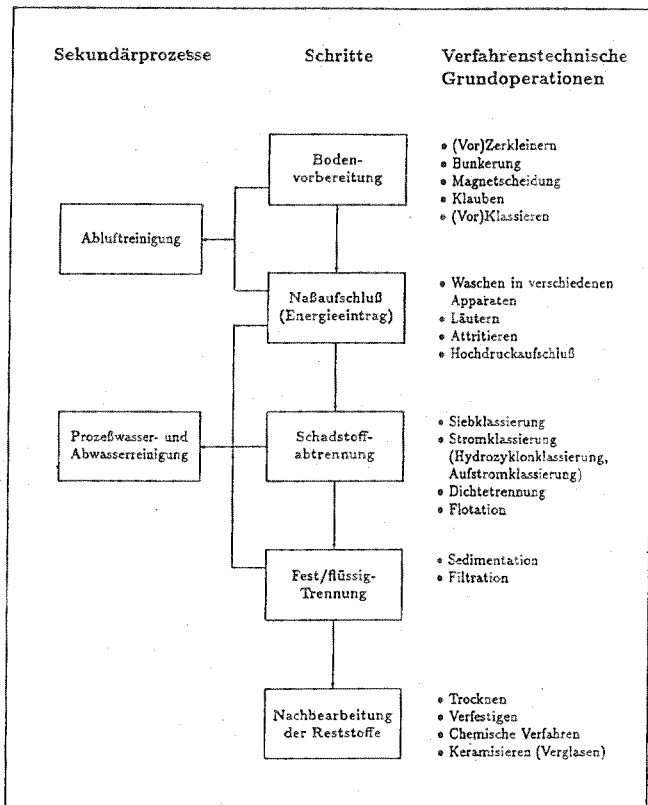 Sekundärprozesse
Schritte
Verfahrenstechnische
Grundoperationen
Boden-
vorbereitung
• (Vor)Zerkleinern
• Bunkerung
• Magnetscheidung
• Klauben
• (Vor)Klassieren
Abluftreinigung
Naßaufschluß
(Energieeintrag)
• Waschen in verschiedenen
Apparaten
• Läutern
• Attritieren
• Hochdruckaufschluß
Prozeßwasser- und
Abwasserreinigung
Schadstoff-
abtrennung
• Siebklassierung
• Stromklassierung
(Hydrozyklonklassierung,
Aufstromklassierung)
• Dichtetrennung
• Flotation
Fest/flüssig-
Trennung
• Sedimentation
• Filtration
Nachbearbeitung
der Reststoffe
• Trocknen
• Verfestigen
• Chemische Verfahren
• Keramisieren (Verglasen)